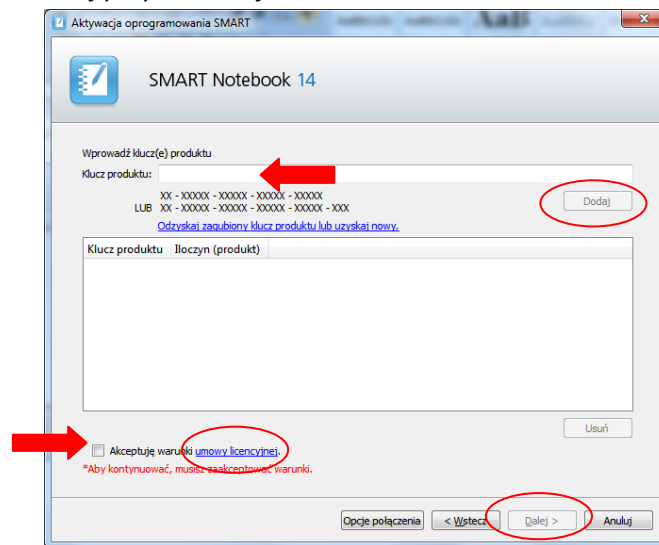 Aktywacja oprogramowania SMART
SMART Notebook 14
Wprowadź klucz(e) produktu
Klucz produktu:
XX - XXXXX - XXXXX - XXXXX - XXXXX
LUB XX - XXXXX - XXXXX - XXXXX - XXXXX - XXX
Dodaj
Odzyskaj zagubiony klucz produktu lub uzyskaj nowy.
Klucz produktu Iloczyn (produkt)
Usuń
Akceptuję warunki umowy licencyjnej.
*Aby kontynuować, musisz zaakceptować warunki.
Opcje połączenia < Wstecz Dalej > Anuluj